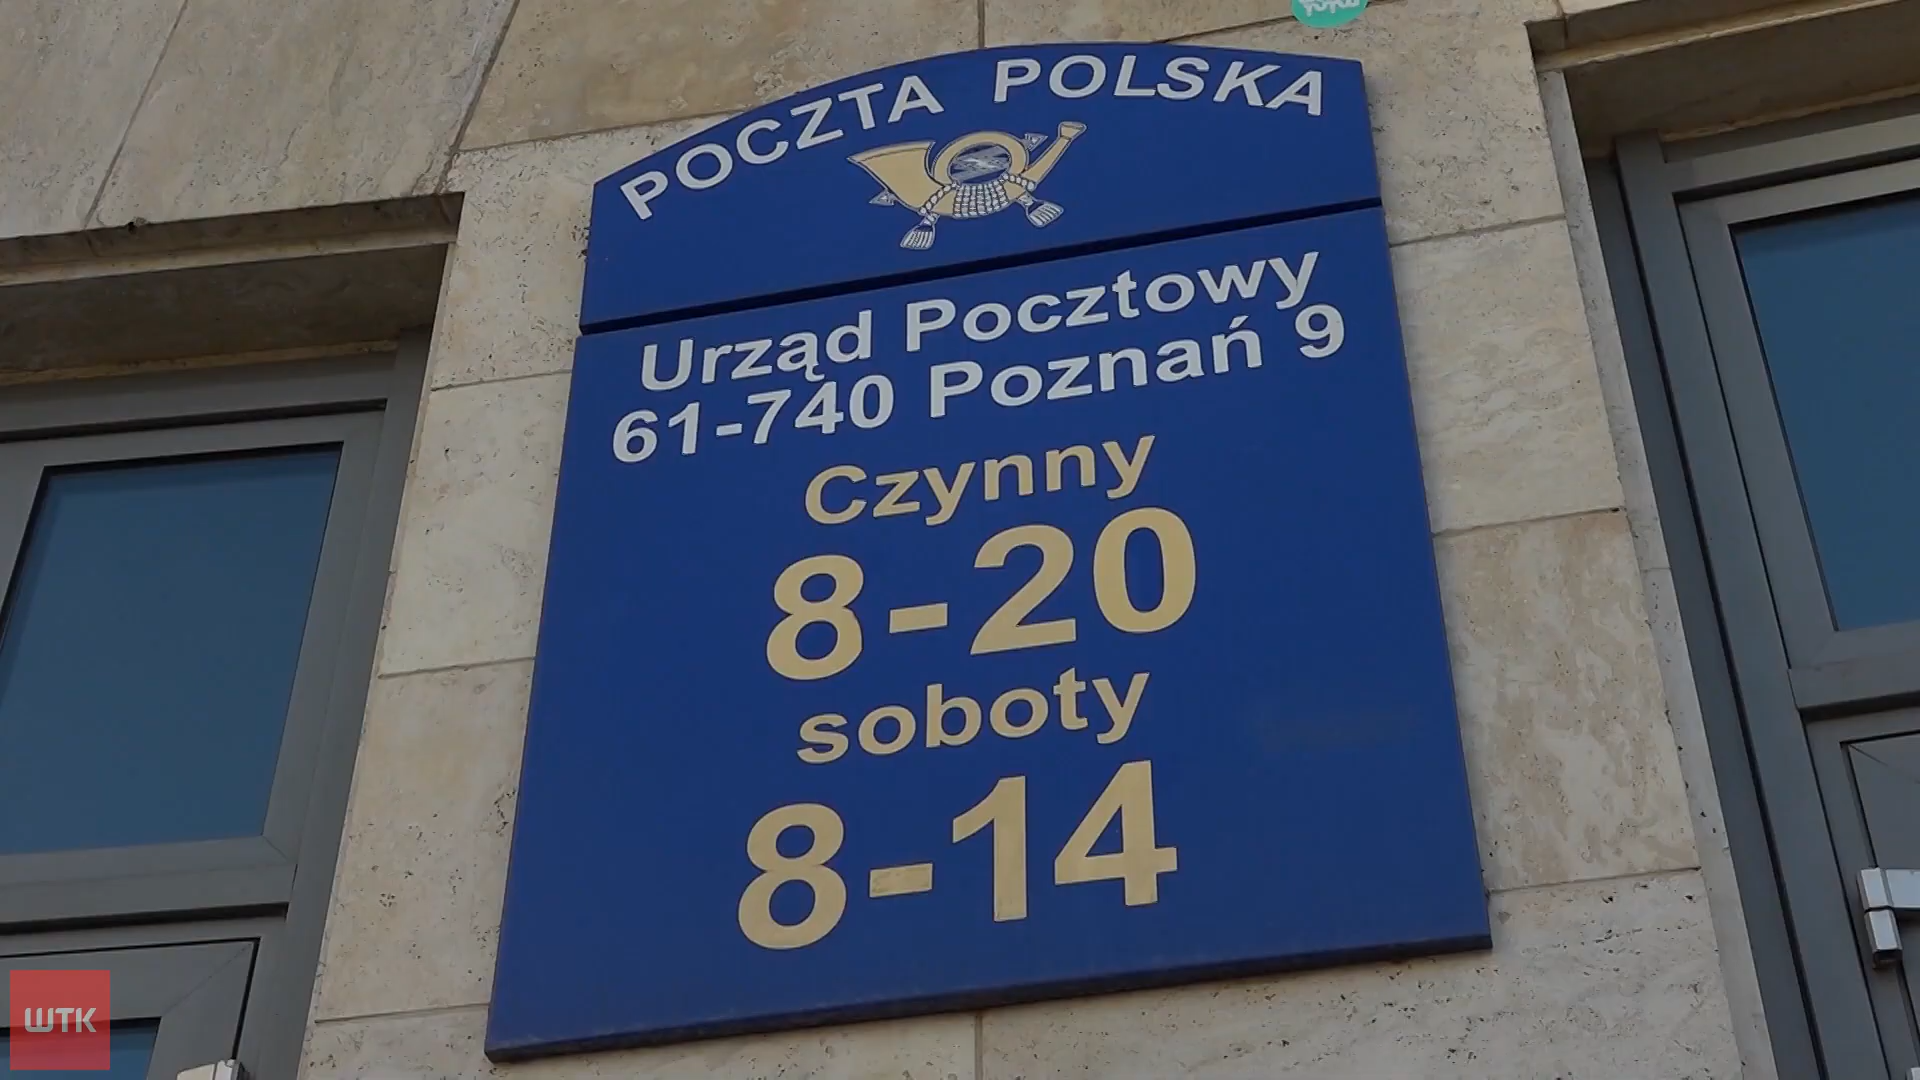 POCZTA POLSKA
Urząd Pocztowy
61-740 Poznań 9
Czynny
8-20
soboty
8-14
WTK